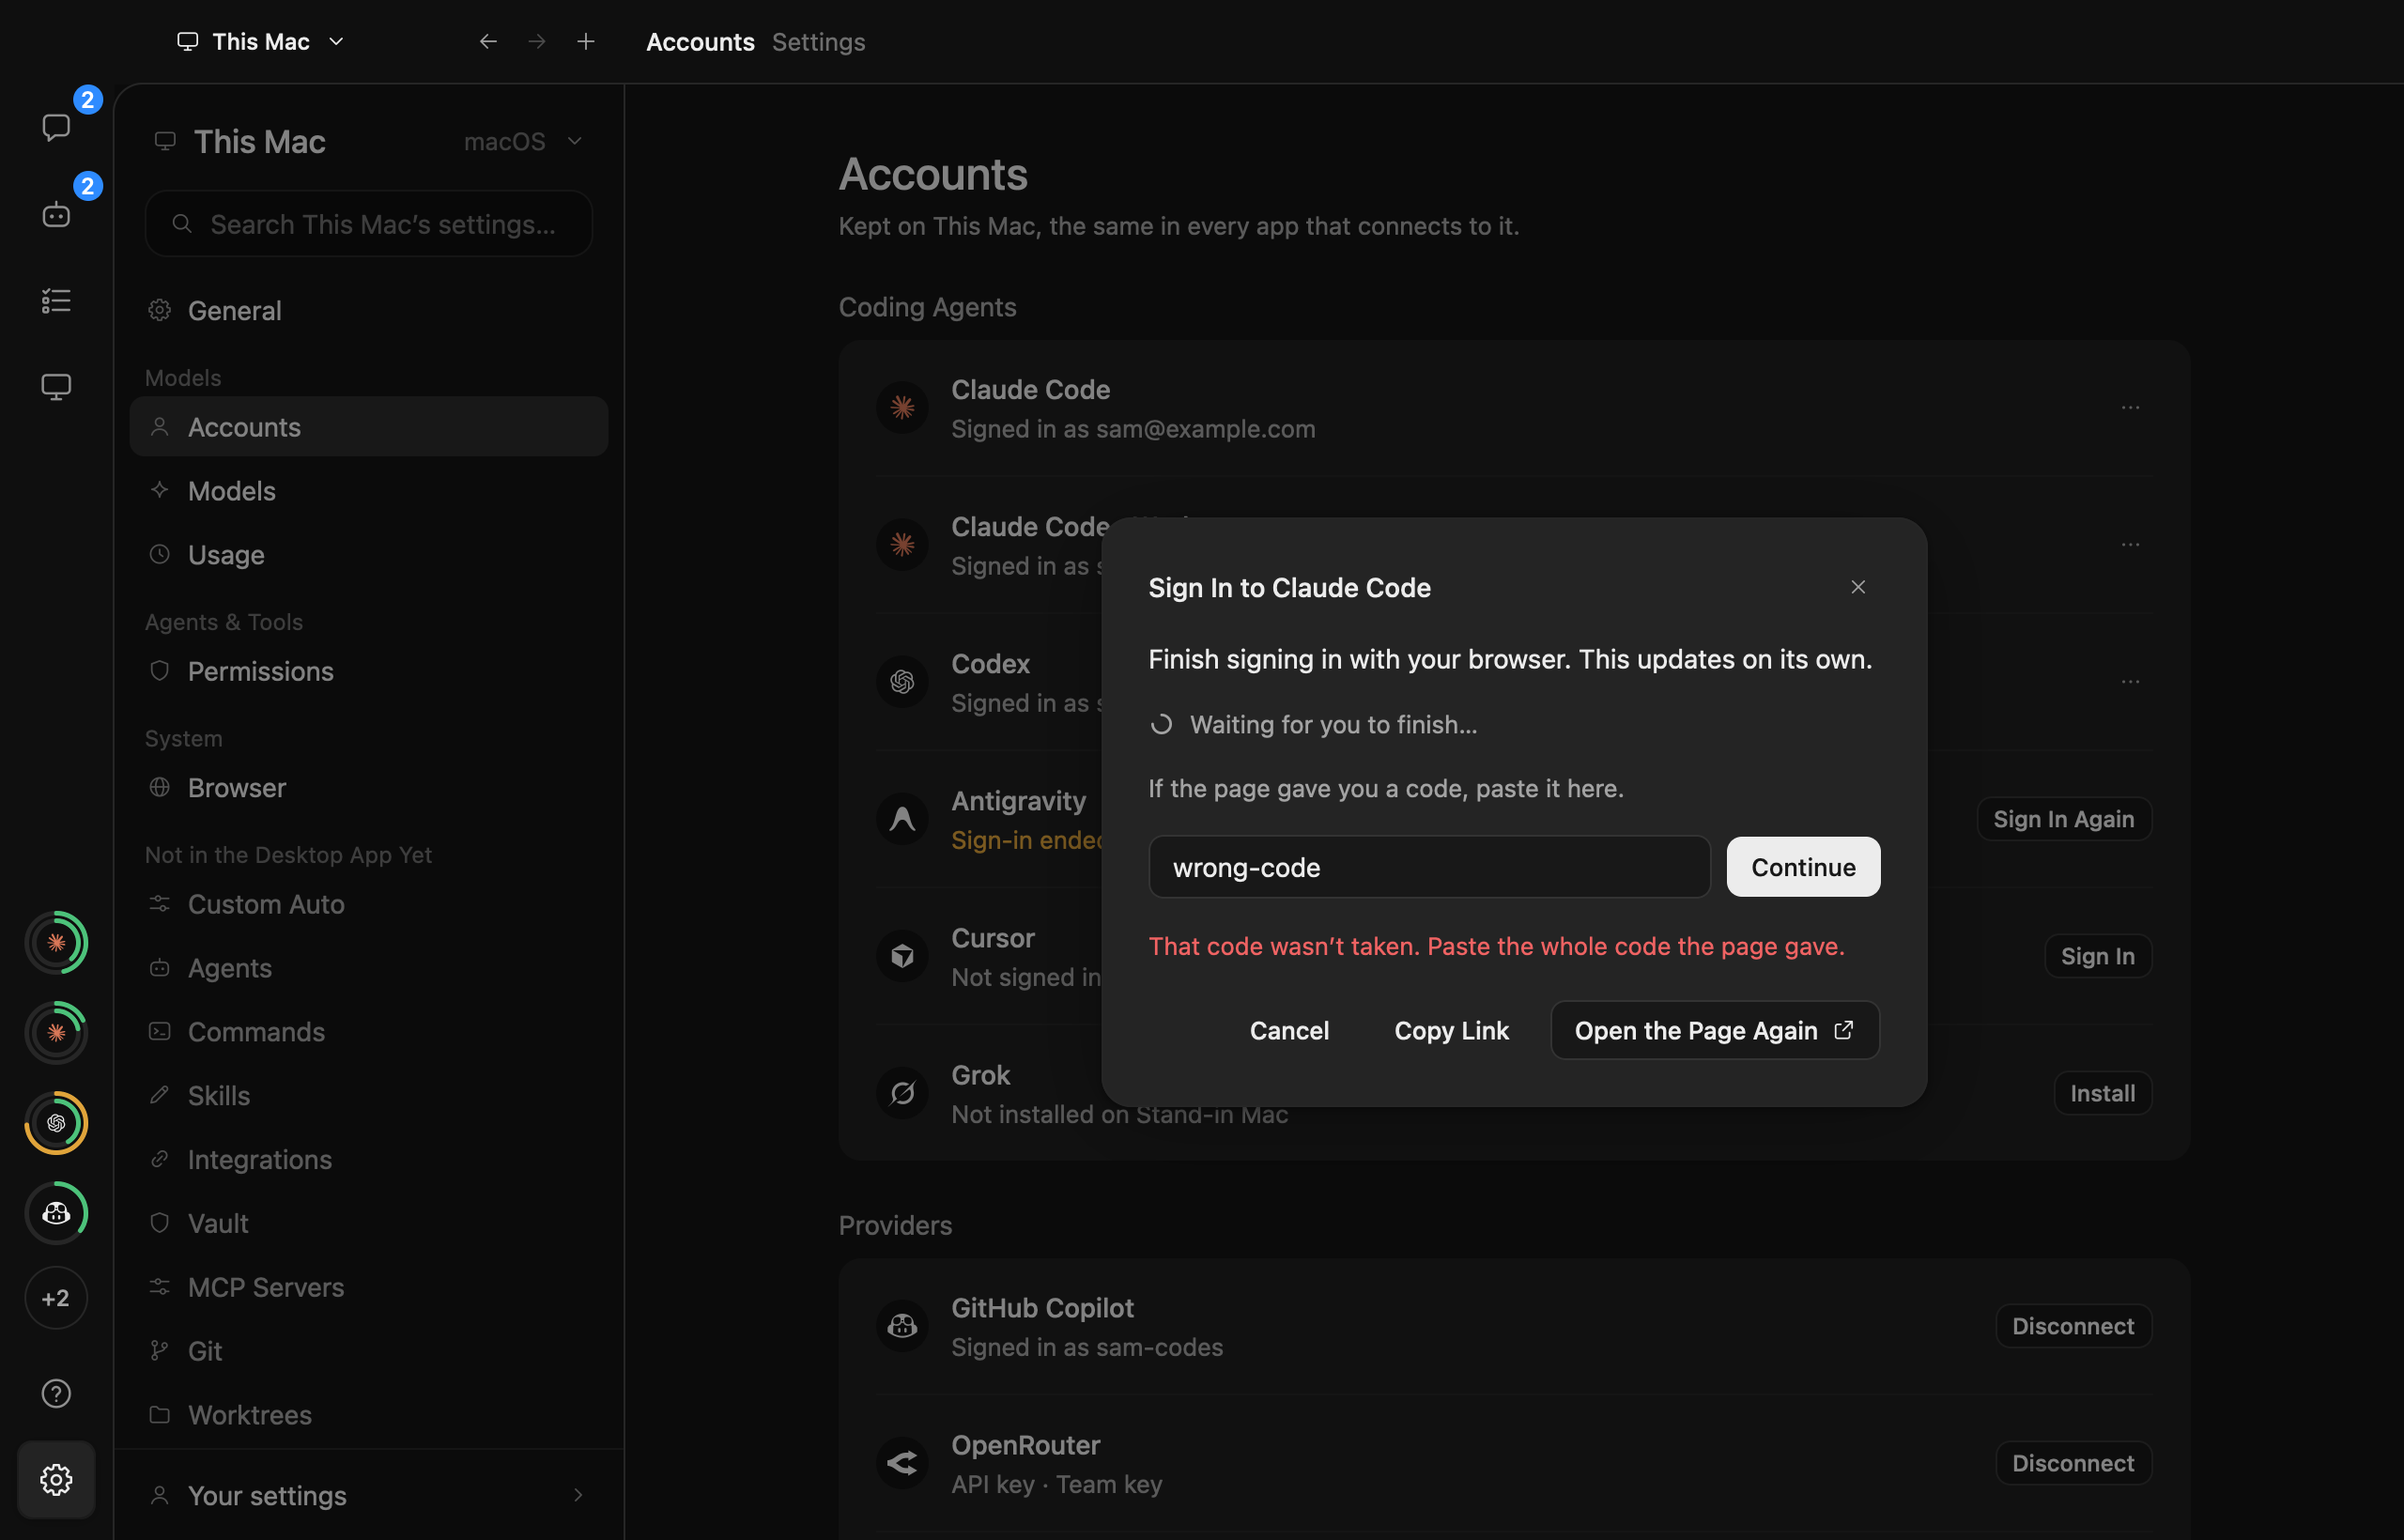 This Mac
Accounts Settings
2
2
This Mac macOS
Search This Mac’s settings...
General
Models
Accounts
Models
Usage
Agents & Tools
Permissions
System
Browser
Not in the Desktop App Yet
Custom Auto
Agents
Commands
Skills
Integrations
Vault
MCP Servers
Git
Worktrees
Your settings
+2
Accounts
Kept on This Mac, the same in every app that connects to it.
Coding Agents
Claude Code
Signed in as sam@example.com
Claude Code
Signed in as
Codex
Signed in as
Antigravity
Sign-in ended
Sign In Again
Cursor
Not signed in
Sign In
Grok
Not installed on Stand-in Mac
Install
Sign In to Claude Code
Finish signing in with your browser. This updates on its own.
Waiting for you to finish...
If the page gave you a code, paste it here.
wrong-code
Continue
That code wasn’t taken. Paste the whole code the page gave.
Cancel Copy Link Open the Page Again
Providers
GitHub Copilot
Signed in as sam-codes
Disconnect
OpenRouter
API key · Team key
Disconnect